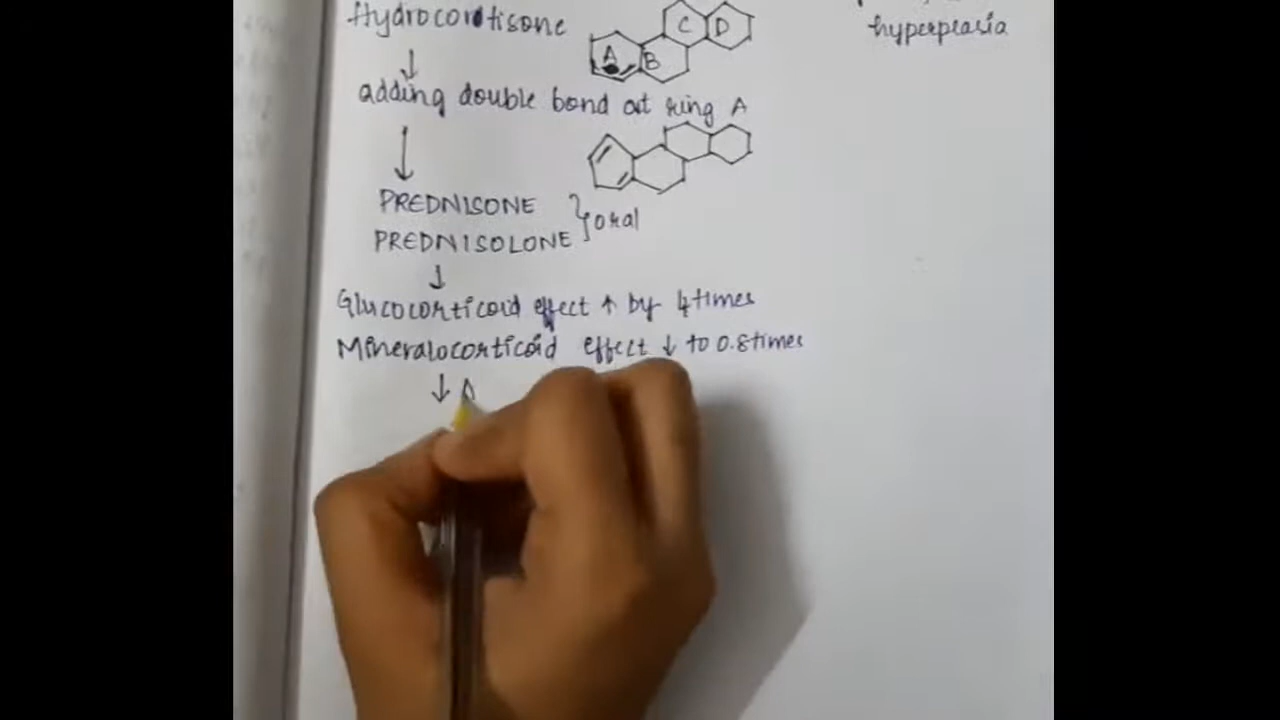 Hydrocortisone
hyperplasia
C D
A B
↓
adding double bond at ring A
↓
PREDNISONE
PREDNISOLONE } oral
↓
Glucocorticoid effect ↑ by 4 times
Mineralocorticoid effect ↓ to 0.8 times
↓